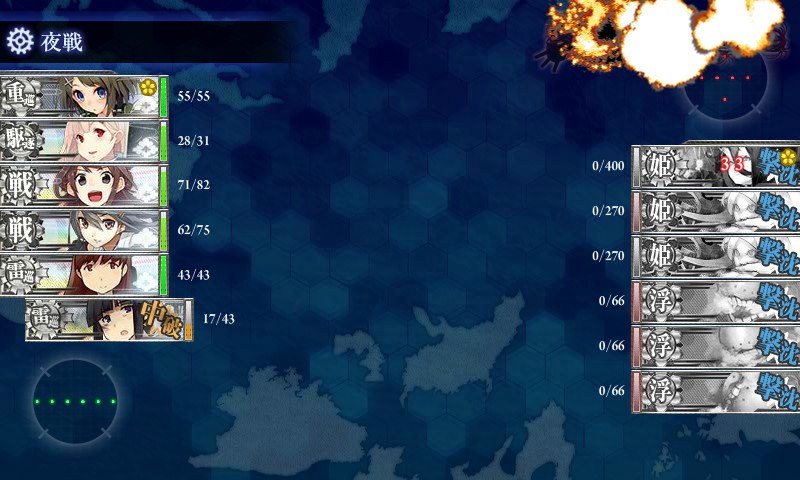 夜戦
重巡
55/55
駆逐
28/31
戦
71/82
戦
62/75
雷巡
43/43
雷巡
中破
17/43
0/400
姫
33
撃沈
0/270
姫
撃沈
0/270
姫
撃沈
0/66
浮
撃沈
0/66
浮
撃沈
0/66
浮
撃沈